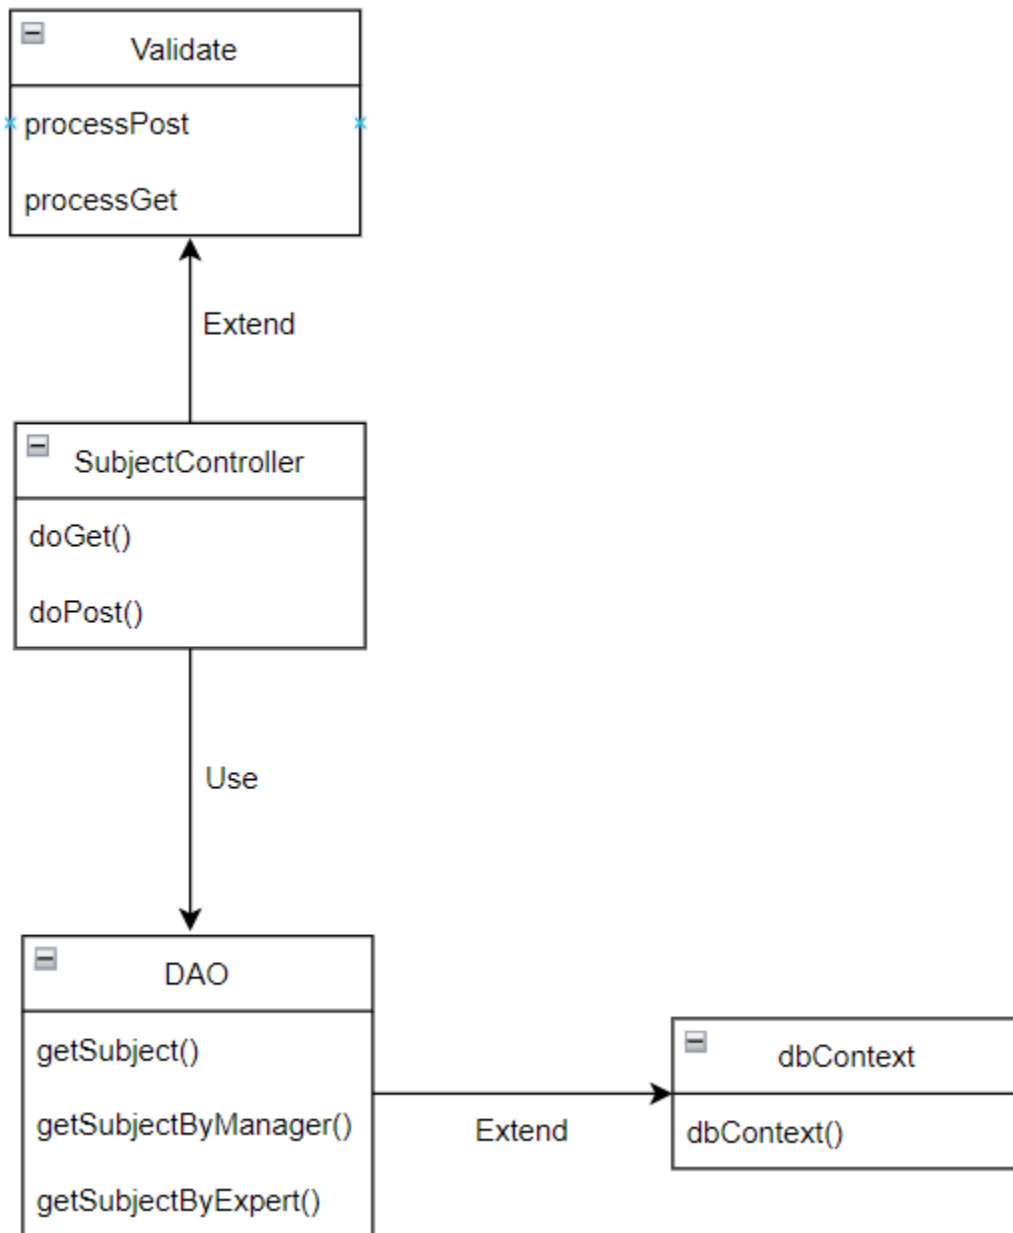 Validate
processPost
processGet
Extend
SubjectController
doGet()
doPost()
Use
DAO
getSubject()
getSubjectByManager()
getSubjectByExpert()
Extend
dbContext
dbContext()